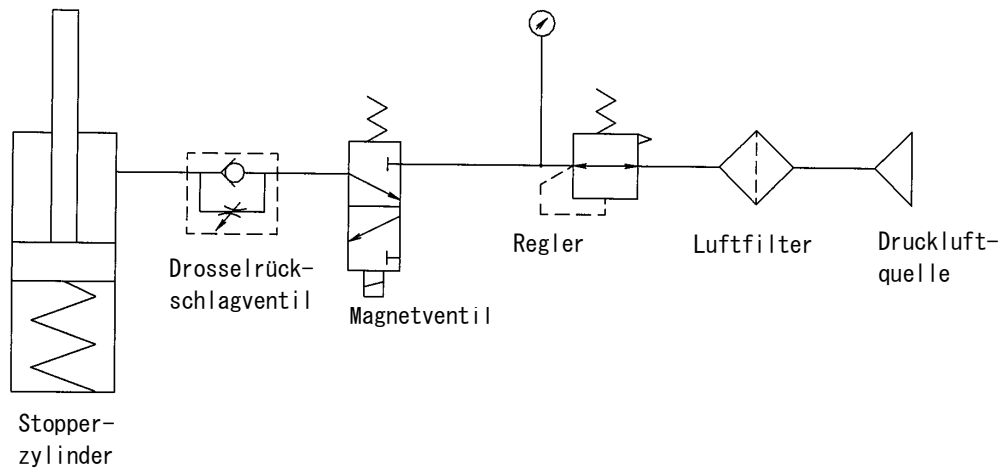 Drosselrück-
schlagventil
Magnetventil
Regler
Luftfilter
Druckluft-
quelle
Stopper-
zylinder